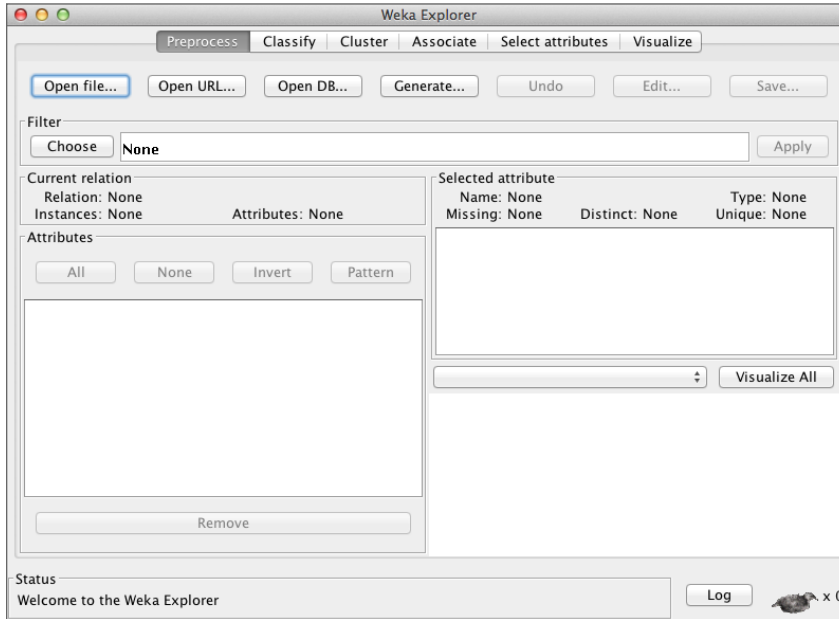 Weka Explorer
Preprocess Classify Cluster Associate Select attributes Visualize
Open file... Open URL... Open DB... Generate... Undo Edit... Save...
Filter
Choose None Apply
Current relation
Relation: None
Instances: None Attributes: None
Attributes
All None Invert Pattern
Remove
Selected attribute
Name: None Type: None
Missing: None Distinct: None Unique: None
Visualize All
Status
Welcome to the Weka Explorer
Log x 0